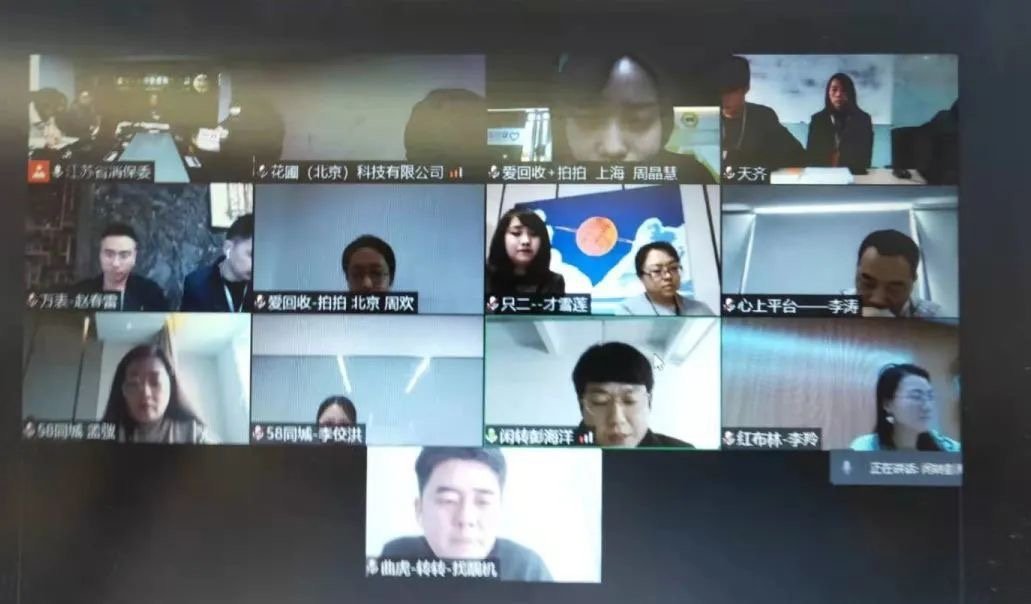 江苏省消保委
花圃（北京）科技有限公司
爱回收+拍拍 上海 周晶慧
天齐
万表-赵春雷
爱回收-拍拍 北京 周欢
只二--才雪莲
心上平台——李涛
58同城 孟强
58同城-李佼洪
闲转彭海洋
红布林-李羚
正在讲话: 闲转彭
曲虎-转转-找靓机